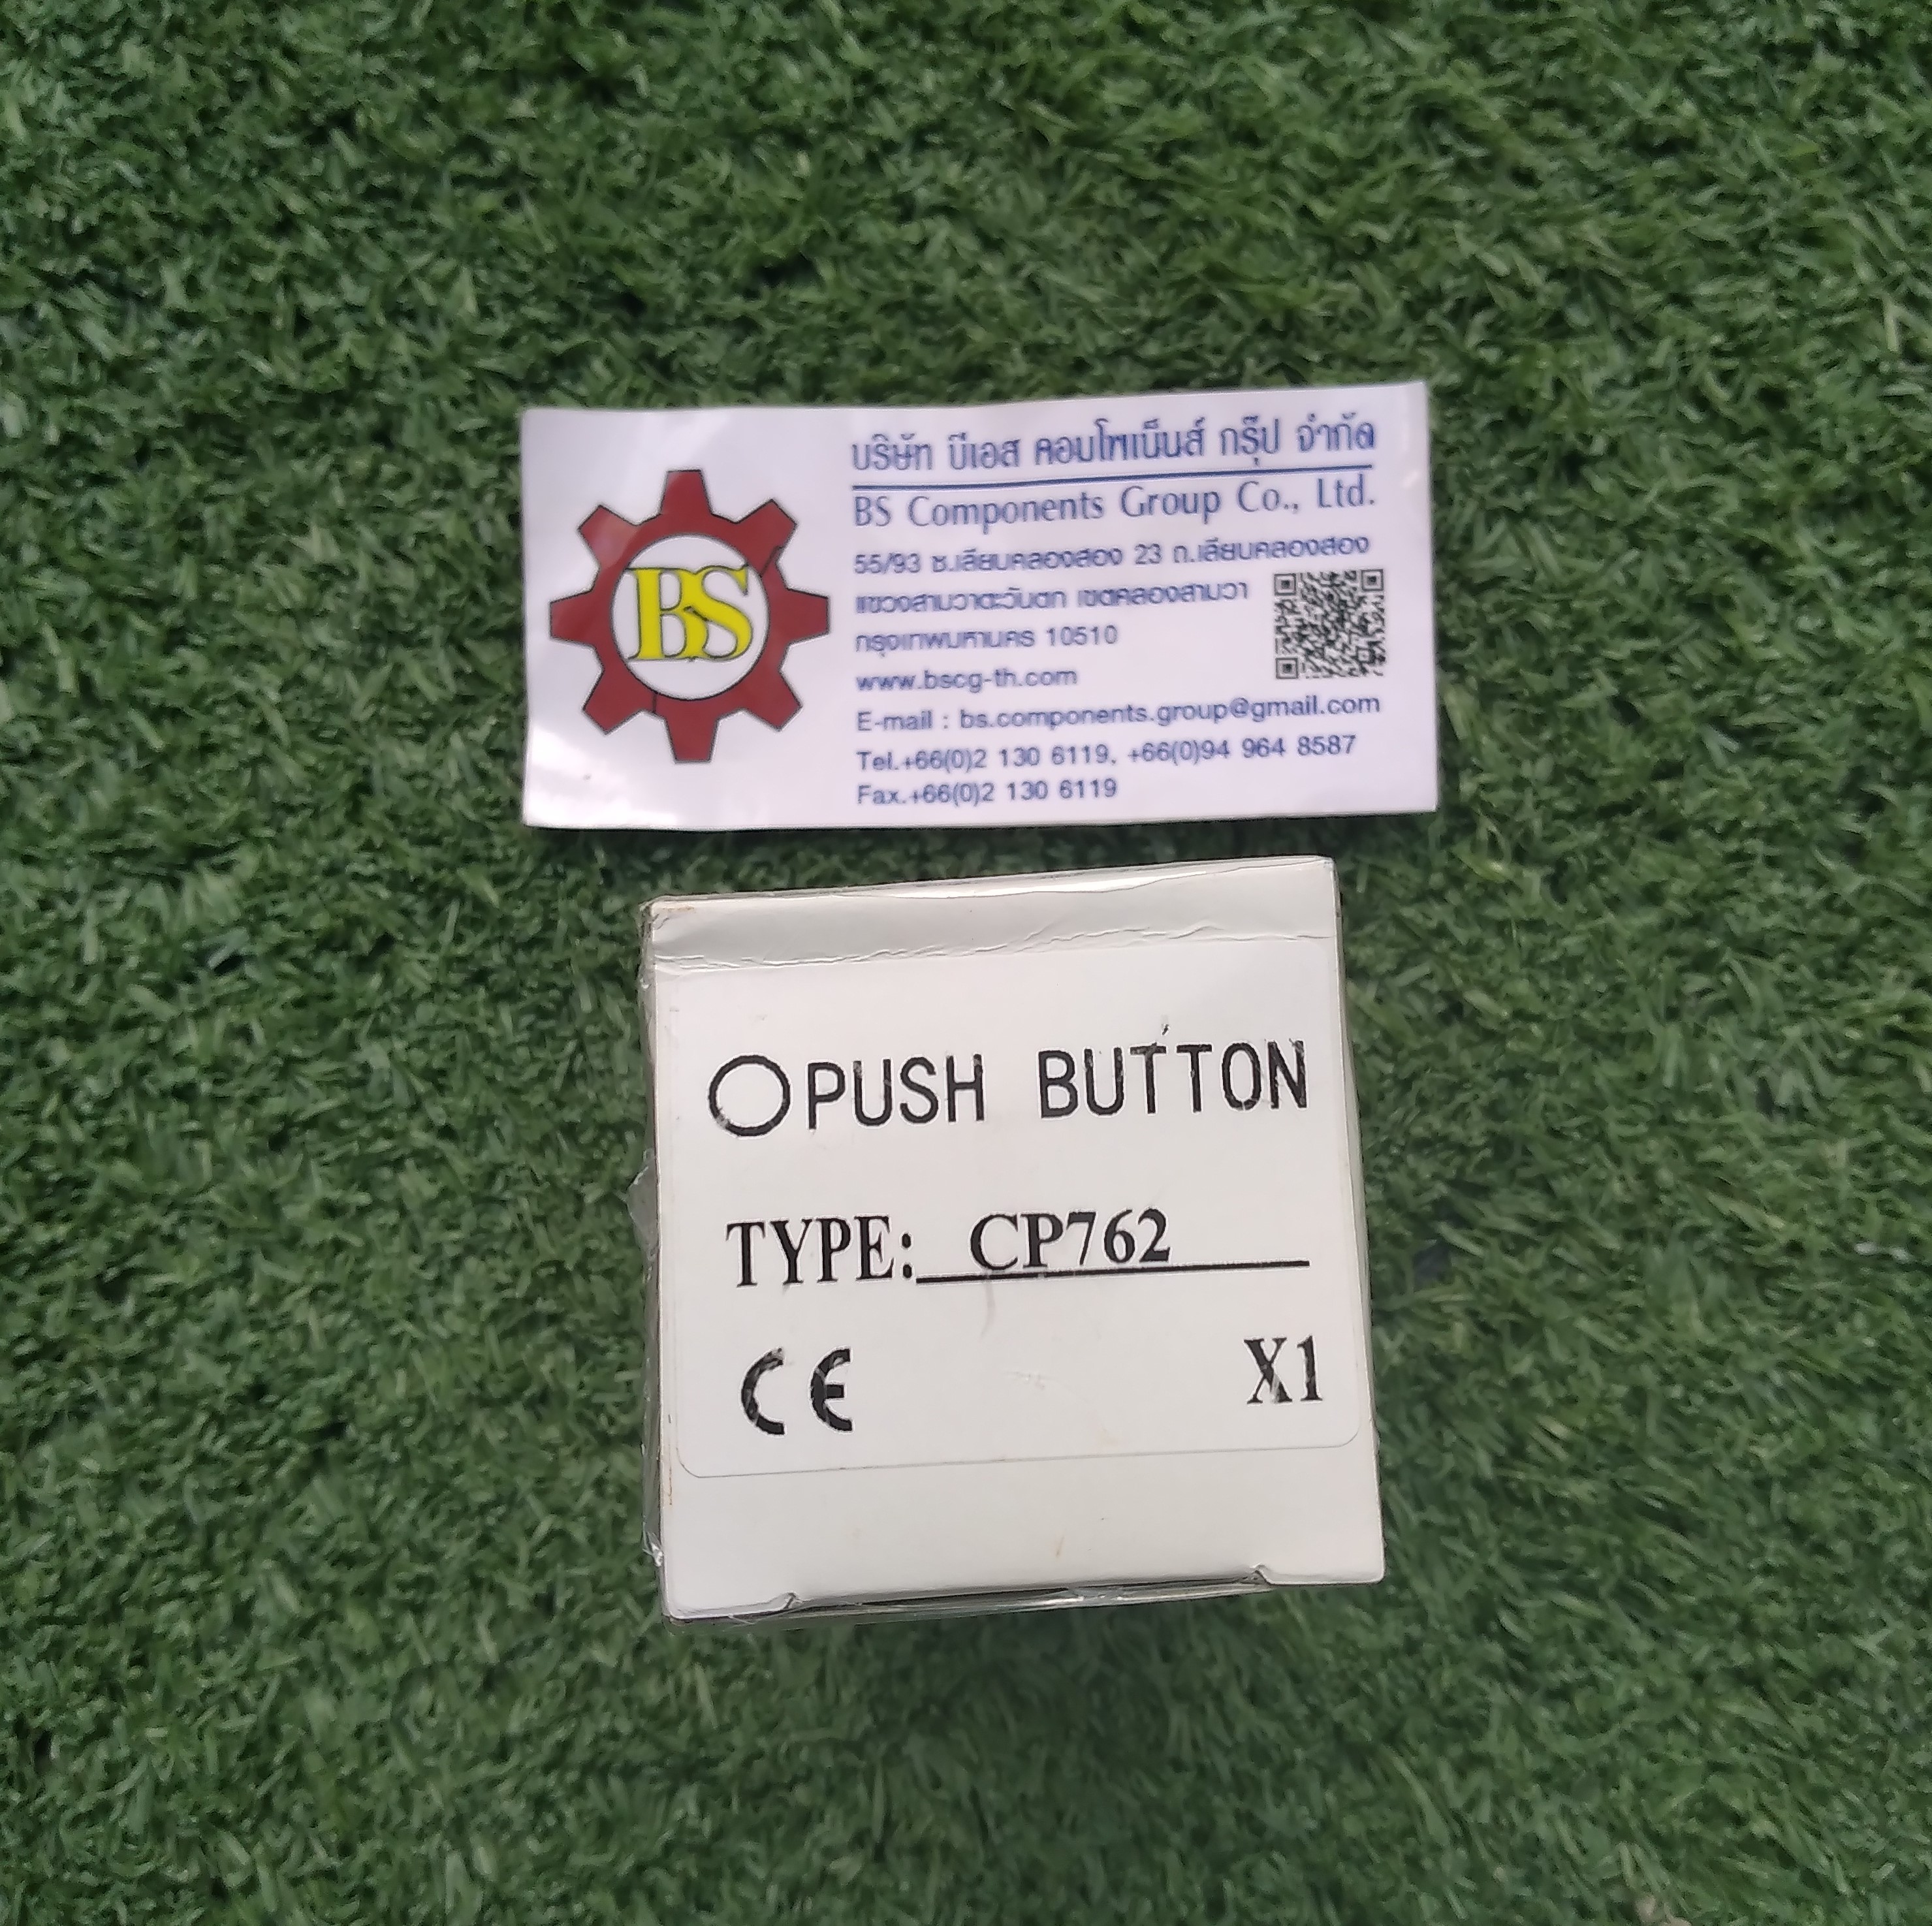 BS
บริษัท บีเอส คอมโพเน็นส์ กรุ๊ป จำกัด
BS Components Group Co., Ltd.
55/93 ซ.เลียบคลองสอง 23 ถ.เลียบคลองสอง
แขวงสามวาตะวันตก เขตคลองสามวา
กรุงเทพมหานคร 10510
www.bscg-th.com
E-mail : bs.components.group@gmail.com
Tel.+66(0)2 130 6119, +66(0)94 964 8587
Fax.+66(0)2 130 6119
PUSH BUTTON
TYPE: CP762
CE X1